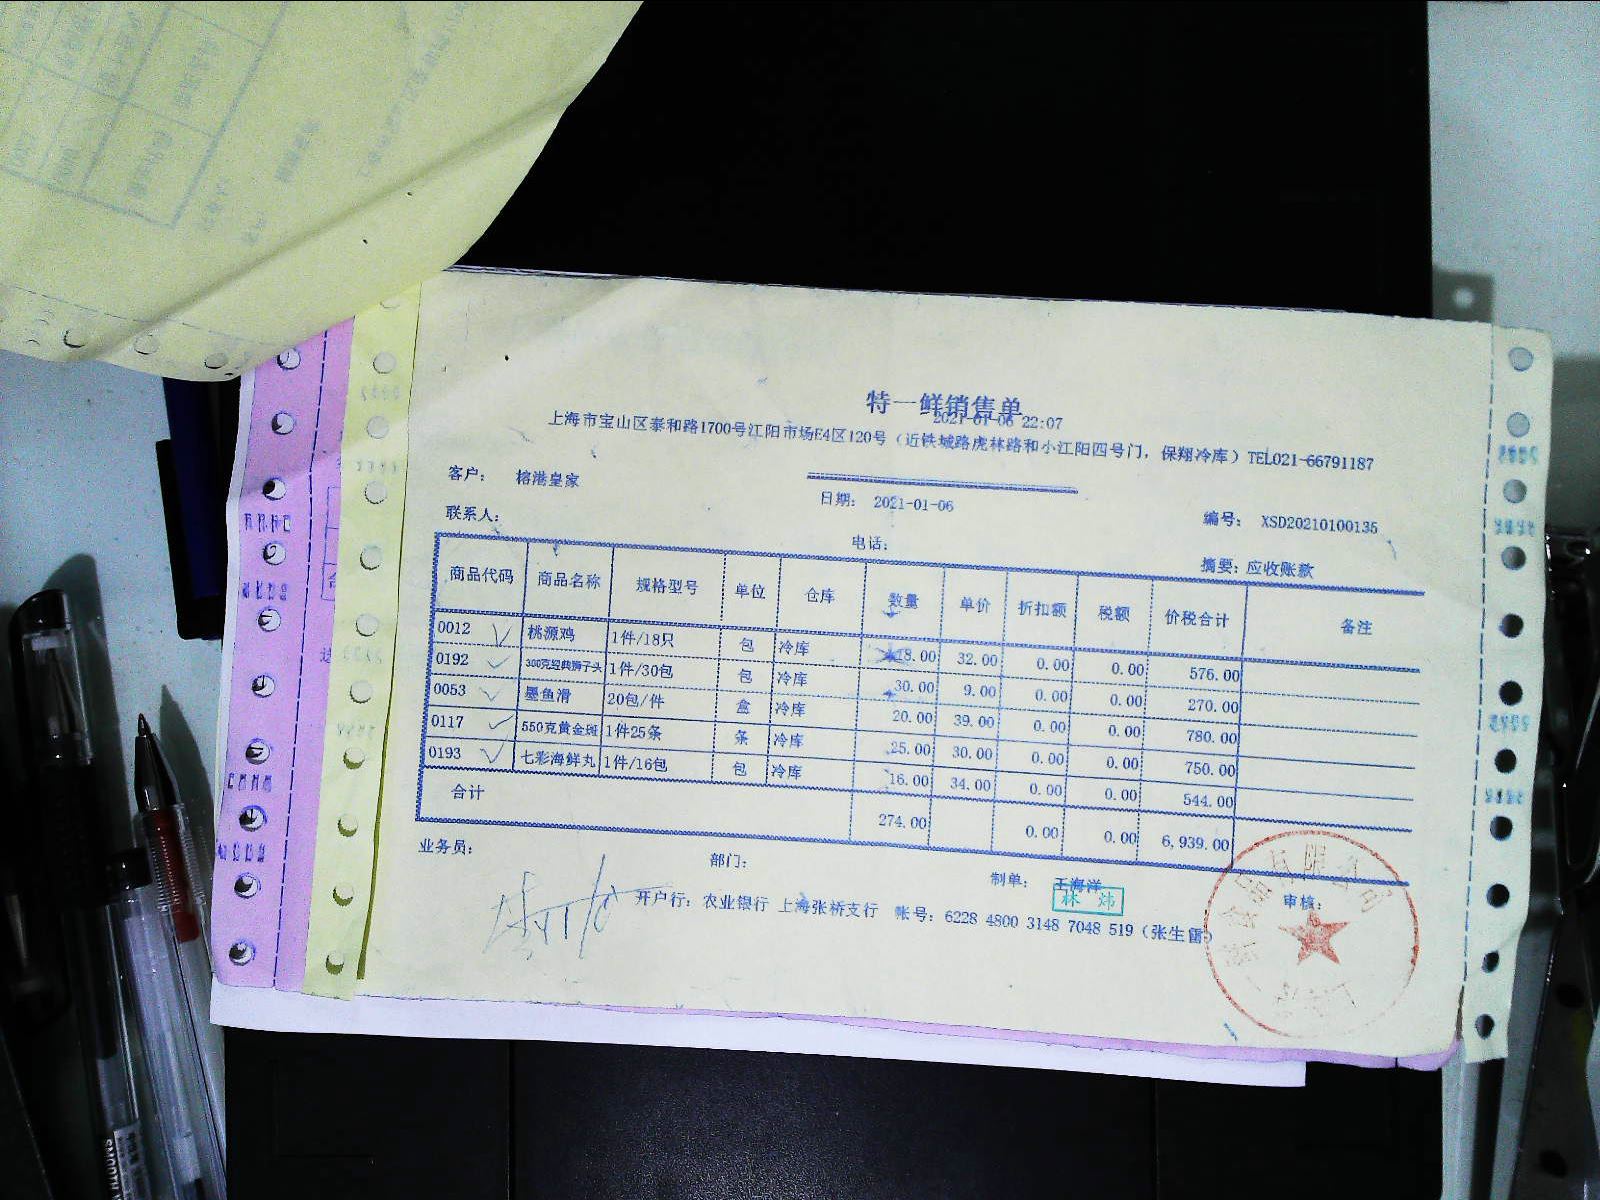 特一鲜销售单
2021-01-06 22:07
上海市宝山区泰和路1700号江阳市场E4区120号（近铁城路虎林路和小江阳四号门，保翔冷库）TEL021-66791187
客户： 榕港皇家
日期： 2021-01-06
编号： XSD20210100135
联系人：
电话：
摘要：应收账款
商品代码 商品名称 规格型号 单位 仓库 数量 单价 折扣额 税额 价税合计 备注
0012 桃源鸡 1件/18只 包 冷库 18.00 32.00 0.00 0.00 576.00
0192 300克经典狮子头 1件/30包 包 冷库 30.00 9.00 0.00 0.00 270.00
0053 墨鱼滑 20包/件 盒 冷库 20.00 39.00 0.00 0.00 780.00
0117 550克黄金斑 1件25条 条 冷库 25.00 30.00 0.00 0.00 750.00
0193 七彩海鲜丸 1件/16包 包 冷库 16.00 34.00 0.00 0.00 544.00
合计 274.00 0.00 0.00 6,939.00
业务员：
部门：
制单： 王海洋
审核：
林 炜
开户行：农业银行 上海张桥支行 账号：6228 4800 3148 7048 519（张生雷）